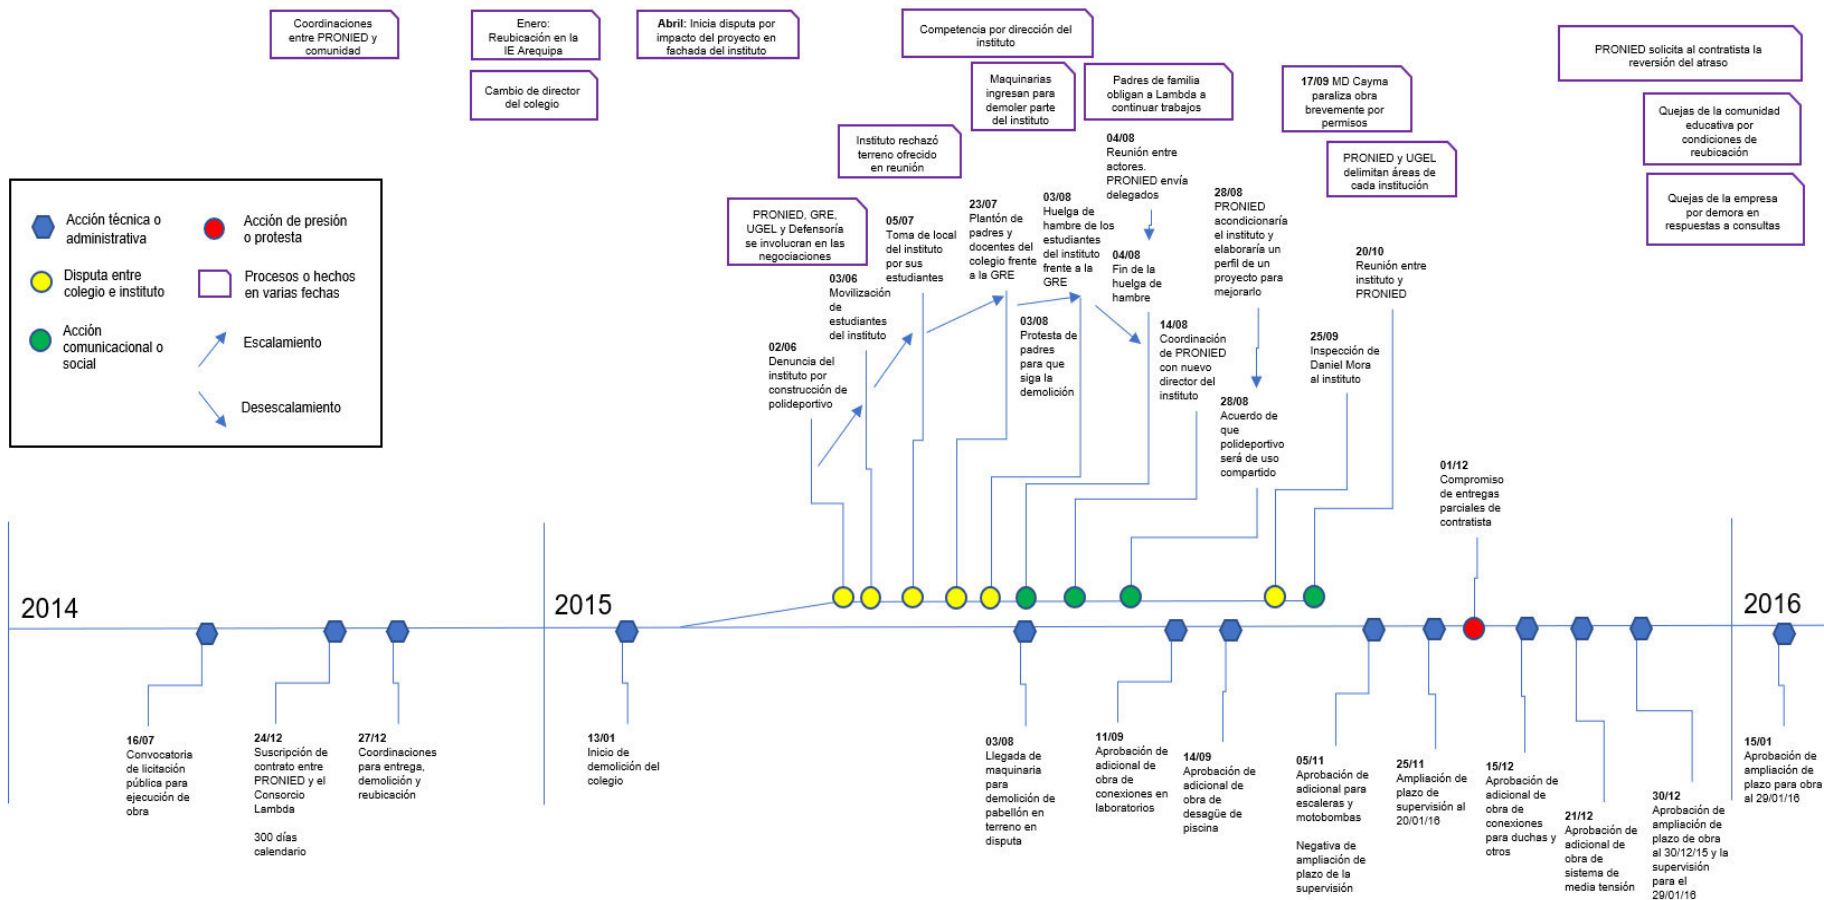 Coordinaciones
entre PRONIED y
comunidad
Enero:
Reubicación en la
IE Arequipa
Cambio de director
del colegio
Abril: Inicia disputa por
impacto del proyecto en
fachada del instituto
Competencia por dirección del
instituto
Maquinarias
ingresan para
demoler parte
del instituto
Padres de familia
obligan a Lambda a
continuar trabajos
17/09 MD Cayma
paraliza obra
brevemente por
permisos
PRONIED solicita al contratista la
reversión del atraso
Quejas de la comunidad
educativa por
condiciones de
reubicación
Quejas de la empresa
por demora en
respuestas a consultas
Instituto rechazó
terreno ofrecido
en reunión
PRONIED y UGEL
delimitan áreas de
cada institución
PRONIED, GRE,
UGEL y Defensoría
se involucran en las
negociaciones
Acción técnica o
administrativa
Acción de presión
o protesta
Disputa entre
colegio e instituto
Procesos o hechos
en varias fechas
Acción
comunicacional o
social
Escalamiento
Desescalamiento
02/06
Denuncia del
instituto por
construcción de
polideportivo
03/06
Movilización
de
estudiantes
del instituto
05/07
Toma de local
del instituto
por sus
estudiantes
23/07
Plantón de
padres y
docentes del
colegio frente
a la GRE
03/08
Huelga de
hambre de los
estudiantes
del instituto
frente a la
GRE
03/08
Protesta de
padres
para que
siga la
demolición
04/08
Reunión entre
actores.
PRONIED envía
delegados
04/08
Fin de la
huelga de
hambre
14/08
Coordinación
de PRONIED
con nuevo
director del
instituto
28/08
PRONIED
acondicionaría
el instituto y
elaboraría un
perfil de un
proyecto para
mejorarlo
28/08
Acuerdo de
que
polideportivo
será de uso
compartido
25/09
Inspección de
Daniel Mora
al instituto
20/10
Reunión entre
instituto y
PRONIED
01/12
Compromiso
de entregas
parciales de
contratista
2014
2015
2016
16/07
Convocatoria
de licitación
pública para
ejecución de
obra
24/12
Suscripción de
contrato entre
PRONIED y el
Consorcio
Lambda
300 días
calendario
27/12
Coordinaciones
para entrega,
demolición y
reubicación
13/01
Inicio de
demolición del
colegio
03/08
Llegada de
maquinaria
para
demolición de
pabellón en
terreno en
disputa
11/09
Aprobación de
adicional de
obra de
conexiones en
laboratorios
14/09
Aprobación de
adicional de
obra de
desagüe de
piscina
05/11
Aprobación de
adicional para
escaleras y
motobombas
Negativa de
ampliación de
plazo de la
supervisión
25/11
Ampliación de
plazo de
supervisión al
20/01/16
15/12
Aprobación de
adicional de
obra de
conexiones
para duchas y
otros
21/12
Aprobación de
adicional de
obra de
sistema de
media tensión
30/12
Aprobación de
ampliación de
plazo de obra
al 30/12/15 y la
supervisión
para el
29/01/16
15/01
Aprobación de
ampliación de
plazo para obra
al 29/01/16